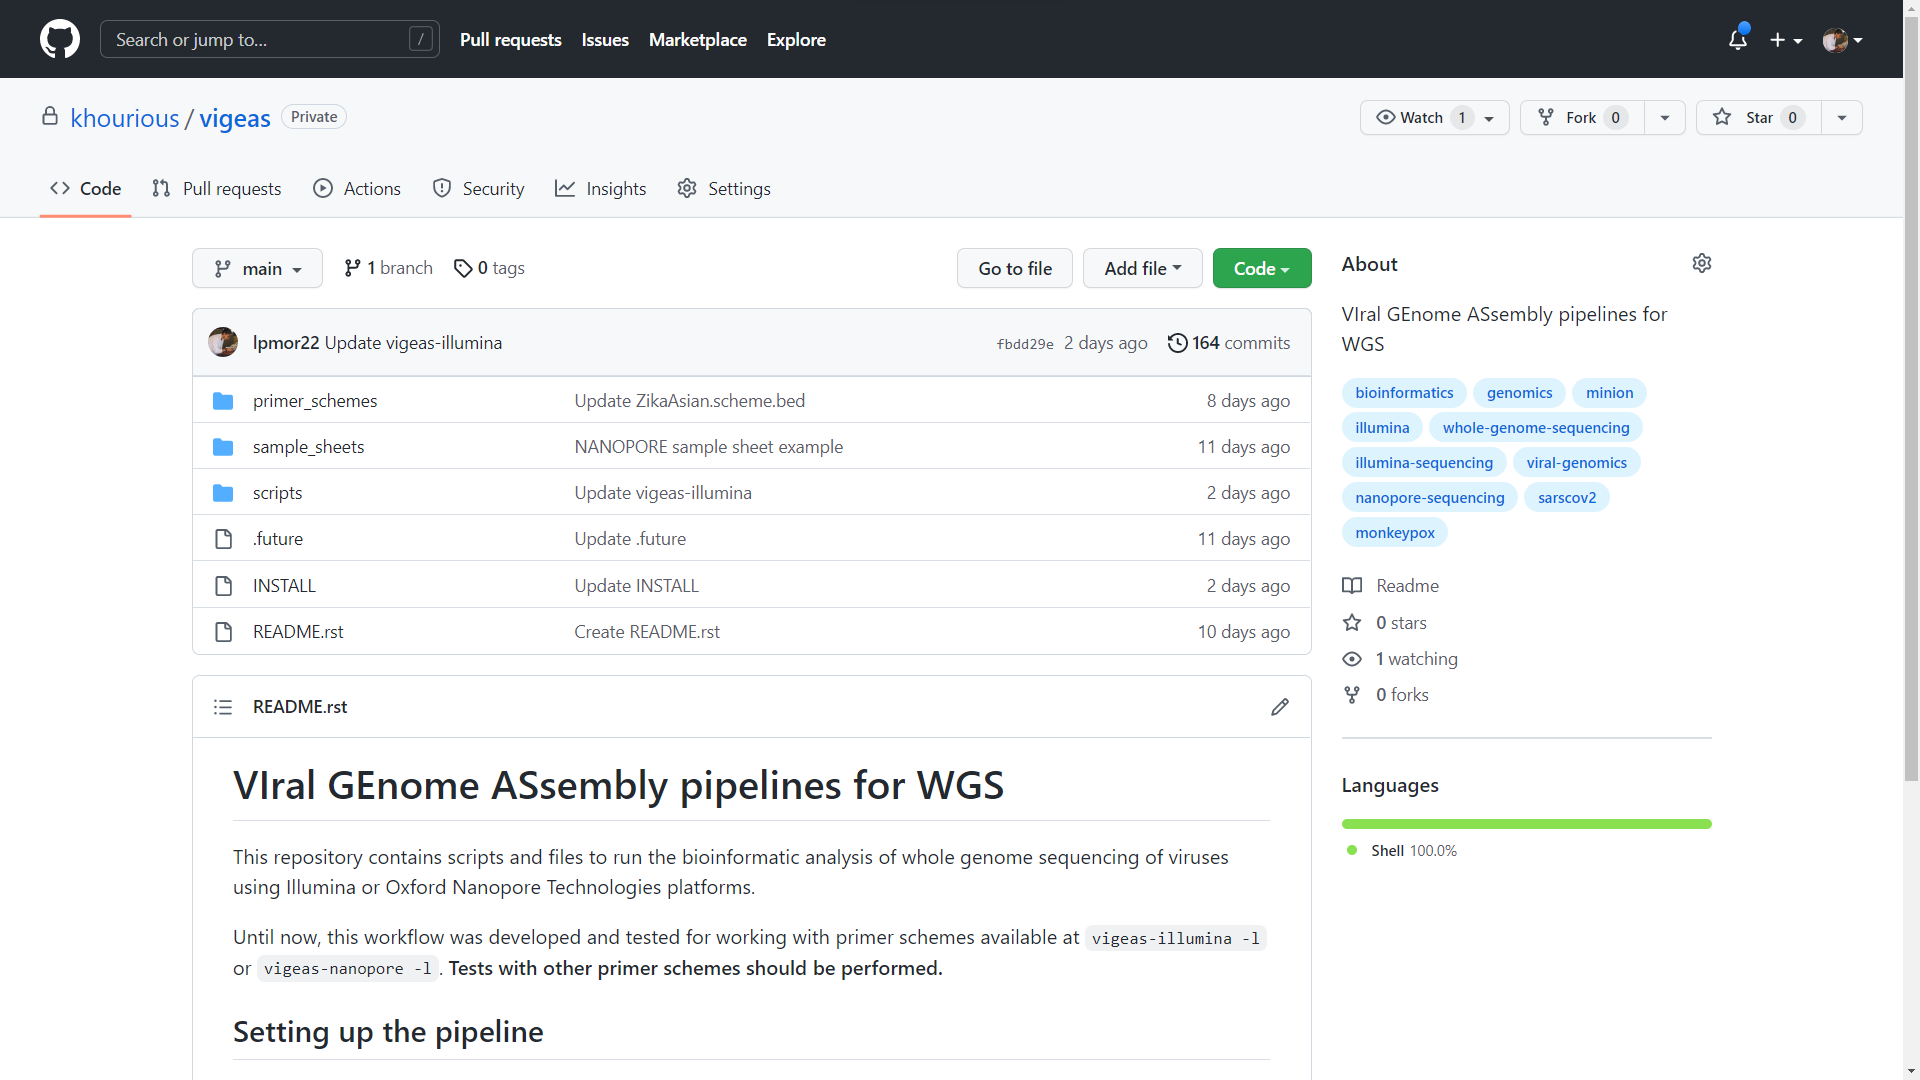 Search or jump to... /
Pull requests Issues Marketplace Explore
khourious / vigeas Private
Watch 1 Fork 0 Star 0
Code Pull requests Actions Security Insights Settings
main 1 branch 0 tags Go to file Add file Code
lpmor22 Update vigeas-illumina fbdd29e 2 days ago 164 commits
primer_schemes Update ZikaAsian.scheme.bed 8 days ago
sample_sheets NANOPORE sample sheet example 11 days ago
scripts Update vigeas-illumina 2 days ago
.future Update .future 11 days ago
INSTALL Update INSTALL 2 days ago
README.rst Create README.rst 10 days ago
README.rst
VIral GEnome ASsembly pipelines for WGS
This repository contains scripts and files to run the bioinformatic analysis of whole genome sequencing of viruses
using Illumina or Oxford Nanopore Technologies platforms.
Until now, this workflow was developed and tested for working with primer schemes available at vigeas-illumina -l
or vigeas-nanopore -l. Tests with other primer schemes should be performed.
Setting up the pipeline
About
VIral GEnome ASsembly pipelines for
WGS
bioinformatics genomics minion
illumina whole-genome-sequencing
illumina-sequencing viral-genomics
nanopore-sequencing sarscov2
monkeypox
Readme
0 stars
1 watching
0 forks
Languages
Shell 100.0%